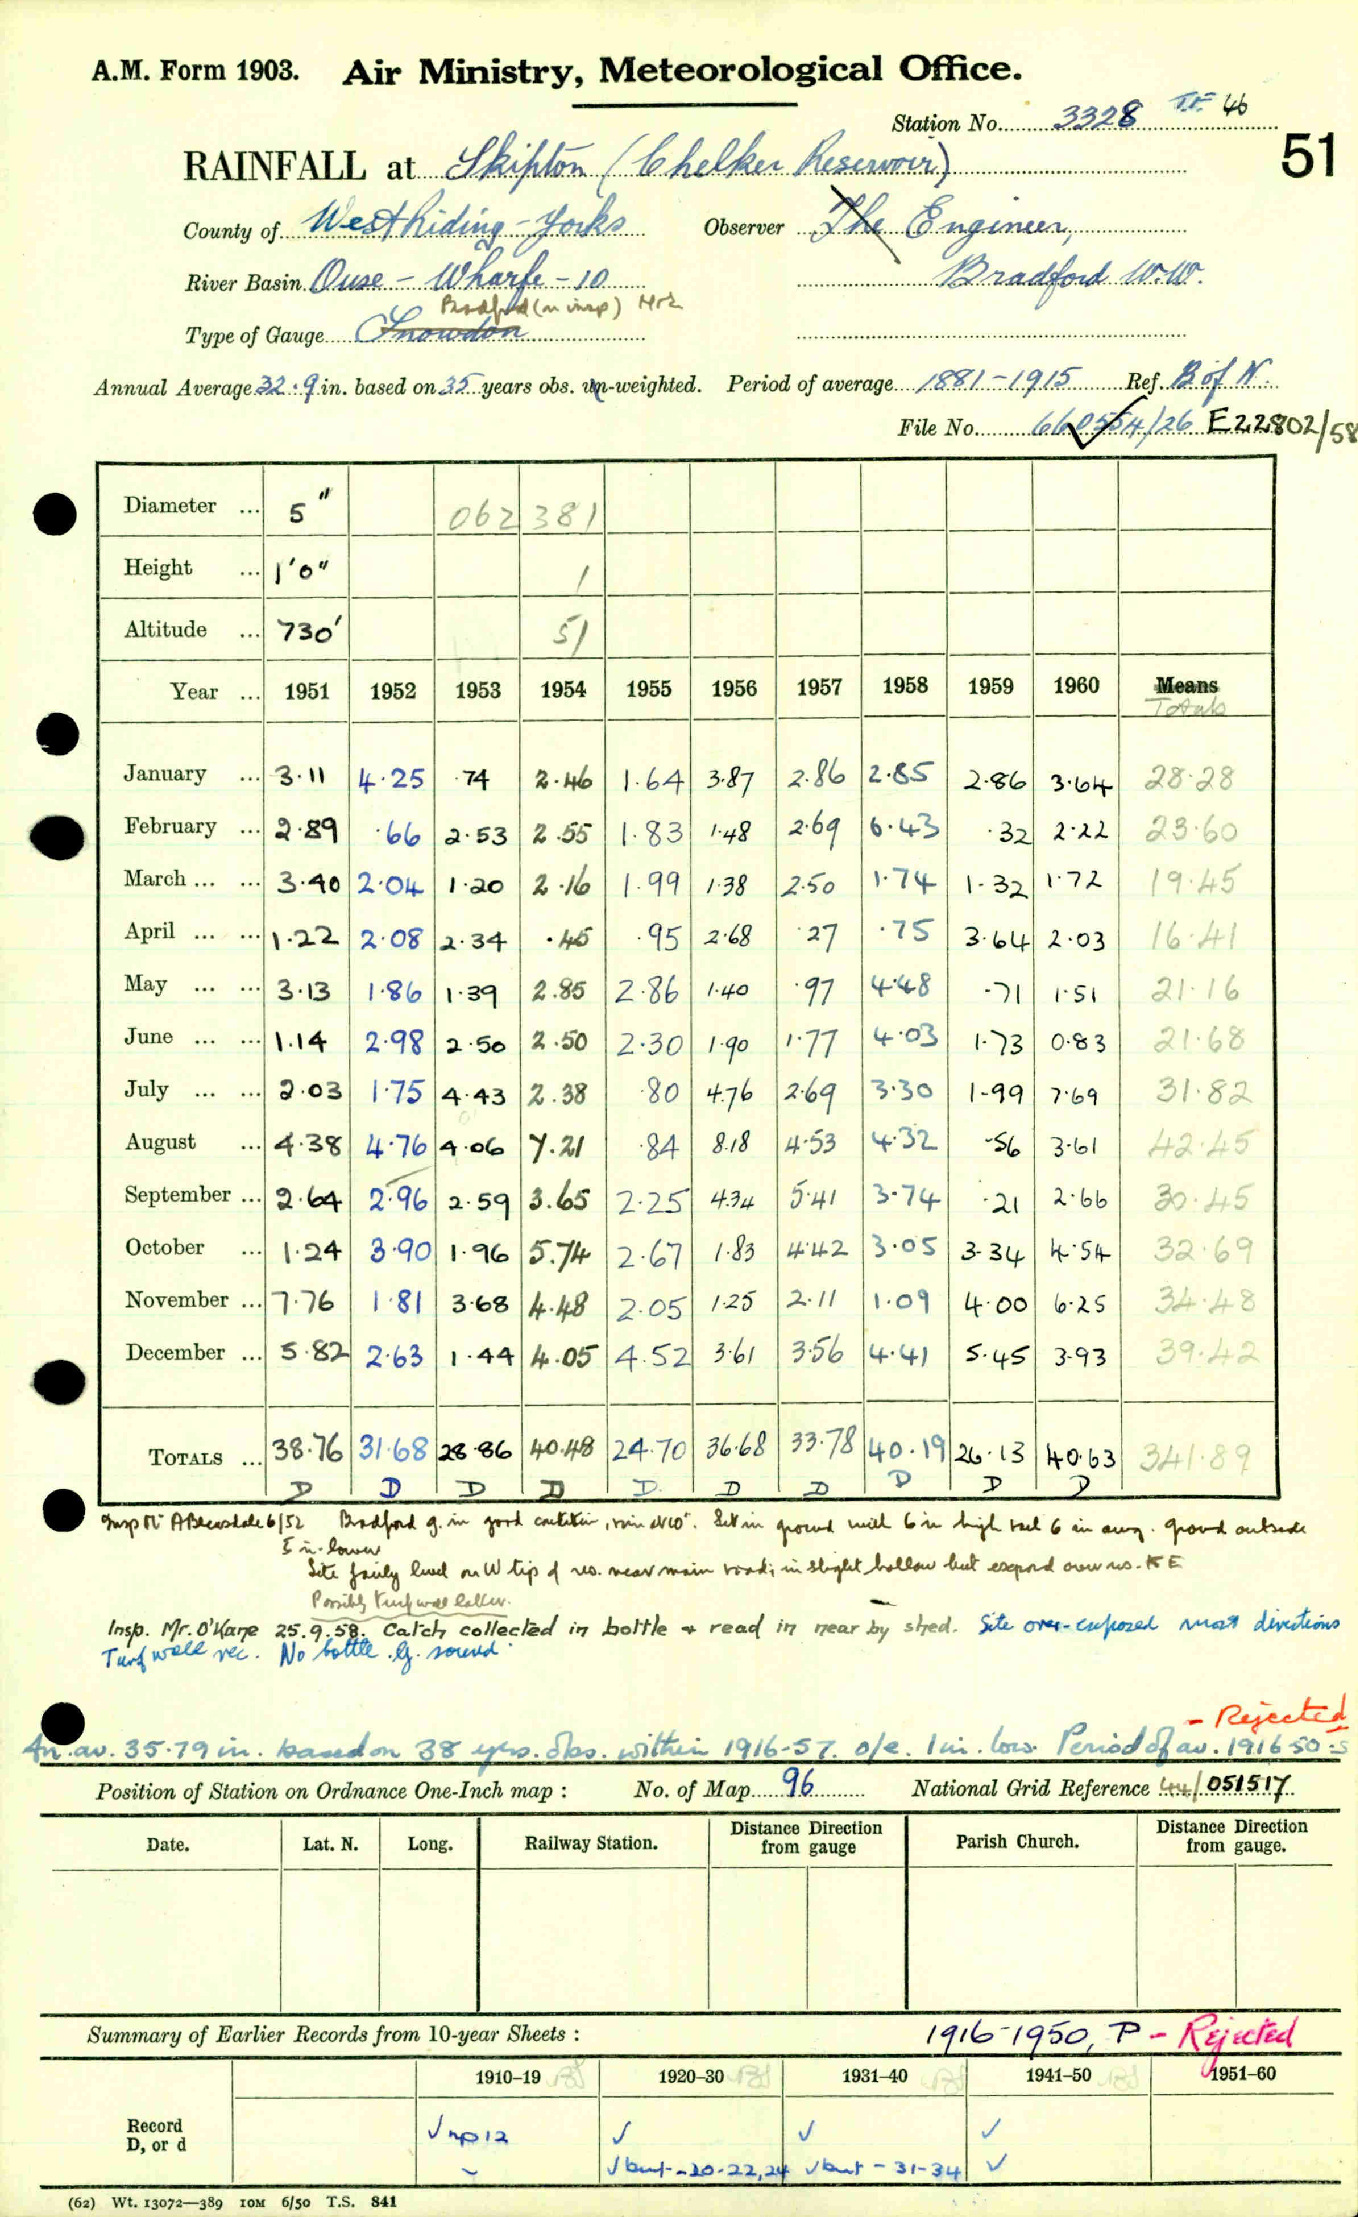 A.M. Form 1903. Air Ministry, Meteorological Office.
Station No. 3328 46
51
RAINFALL at Skipton (Chelker Reservoir)
County of West Riding - Yorks Observer The Engineer,
River Basin Ouse - Wharfe - 10 Bradford W.W.
Bradford (on insp)
Type of Gauge Snowdon
Annual Average 32.9 in. based on 35 years obs. un-weighted. Period of average 1881-1915 Ref. B of N.
File No. 660554/26 E22802/58
Diameter ... 5" 062 381
Height ... 1'0" 1
Altitude ... 730' 51
Year ... 1951 1952 1953 1954 1955 1956 1957 1958 1959 1960 Means
Totals
January ... 3.11 4.25 .74 2.46 1.64 3.87 2.86 2.85 2.86 3.64 28.28
February ... 2.89 .66 2.53 2.55 1.83 1.48 2.69 6.43 .32 2.22 23.60
March ... ... 3.40 2.04 1.20 2.16 1.99 1.38 2.50 1.74 1.32 1.72 19.45
April ... ... 1.22 2.08 2.34 .45 .95 2.68 .27 .75 3.64 2.03 16.41
May ... ... 3.13 1.86 1.39 2.85 2.86 1.40 .97 4.48 .71 1.51 21.16
June ... ... 1.14 2.98 2.50 2.50 2.30 1.90 1.77 4.03 1.73 0.83 21.68
July ... ... 2.03 1.75 4.43 2.38 .80 4.76 2.69 3.30 1.99 7.69 31.82
August ... 4.38 4.76 4.06 7.21 .84 8.18 4.53 4.32 .56 3.61 42.45
September ... 2.64 2.96 2.59 3.65 2.25 4.34 5.41 3.74 .21 2.66 30.45
October ... 1.24 3.90 1.96 5.74 2.67 1.83 4.42 3.05 3.34 4.54 32.69
November ... 7.76 1.81 3.68 4.48 2.05 1.25 2.11 1.09 4.00 6.25 34.48
December ... 5.82 2.63 1.44 4.05 4.52 3.61 3.56 4.41 5.45 3.93 39.42
TOTALS ... 38.76 31.68 28.86 40.48 24.70 36.68 33.78 40.19 26.13 40.63 341.89
D D D D D D D D D D
Insp Mr A Bleasdale 6/52 Bradford g. in good condition, rim 1'0". Set in ground with 6 in high wall 6 in away. ground outside
5 in. lower
Site fairly level on W tip of res. near main road; in slight hollow but exposed over res. to E
Possibly turf wall latter.
Insp. Mr. O'Kane 25.9.58. Catch collected in bottle & read in near by shed. Site over-exposed most directions
Turf wall rec. No bottle. G. sound.
- Rejected
An. av. 35.79 in. based on 38 yrs. obs. within 1916-57. o/e. 1 in. low. Period of av. 1916-50
Position of Station on Ordnance One-Inch map : No. of Map 96 National Grid Reference 44/051517
Date. Lat. N. Long. Railway Station. Distance Direction from gauge Parish Church. Distance Direction from gauge.
Summary of Earlier Records from 10-year Sheets : 1916-1950, P - Rejected
1910-19 1920-30 1931-40 1941-50 1951-60
Record ✓ np 12 ✓ ✓ ✓
D, or d ✓ but - 20-22, 24 ✓ but - 31-34 ✓
(62) Wt. 13072—389 IOM 6/50 T.S. 841